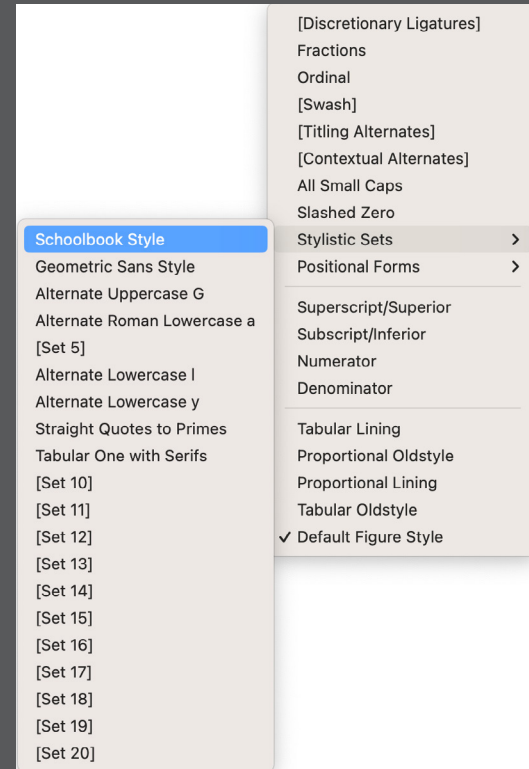 [Discretionary Ligatures]
Fractions
Ordinal
[Swash]
[Titling Alternates]
[Contextual Alternates]
All Small Caps
Slashed Zero
Stylistic Sets
Positional Forms
Superscript/Superior
Subscript/Inferior
Numerator
Denominator
Tabular Lining
Proportional Oldstyle
Proportional Lining
Tabular Oldstyle
✓ Default Figure Style
Schoolbook Style
Geometric Sans Style
Alternate Uppercase G
Alternate Roman Lowercase a
[Set 5]
Alternate Lowercase l
Alternate Lowercase y
Straight Quotes to Primes
Tabular One with Serifs
[Set 10]
[Set 11]
[Set 12]
[Set 13]
[Set 14]
[Set 15]
[Set 16]
[Set 17]
[Set 18]
[Set 19]
[Set 20]